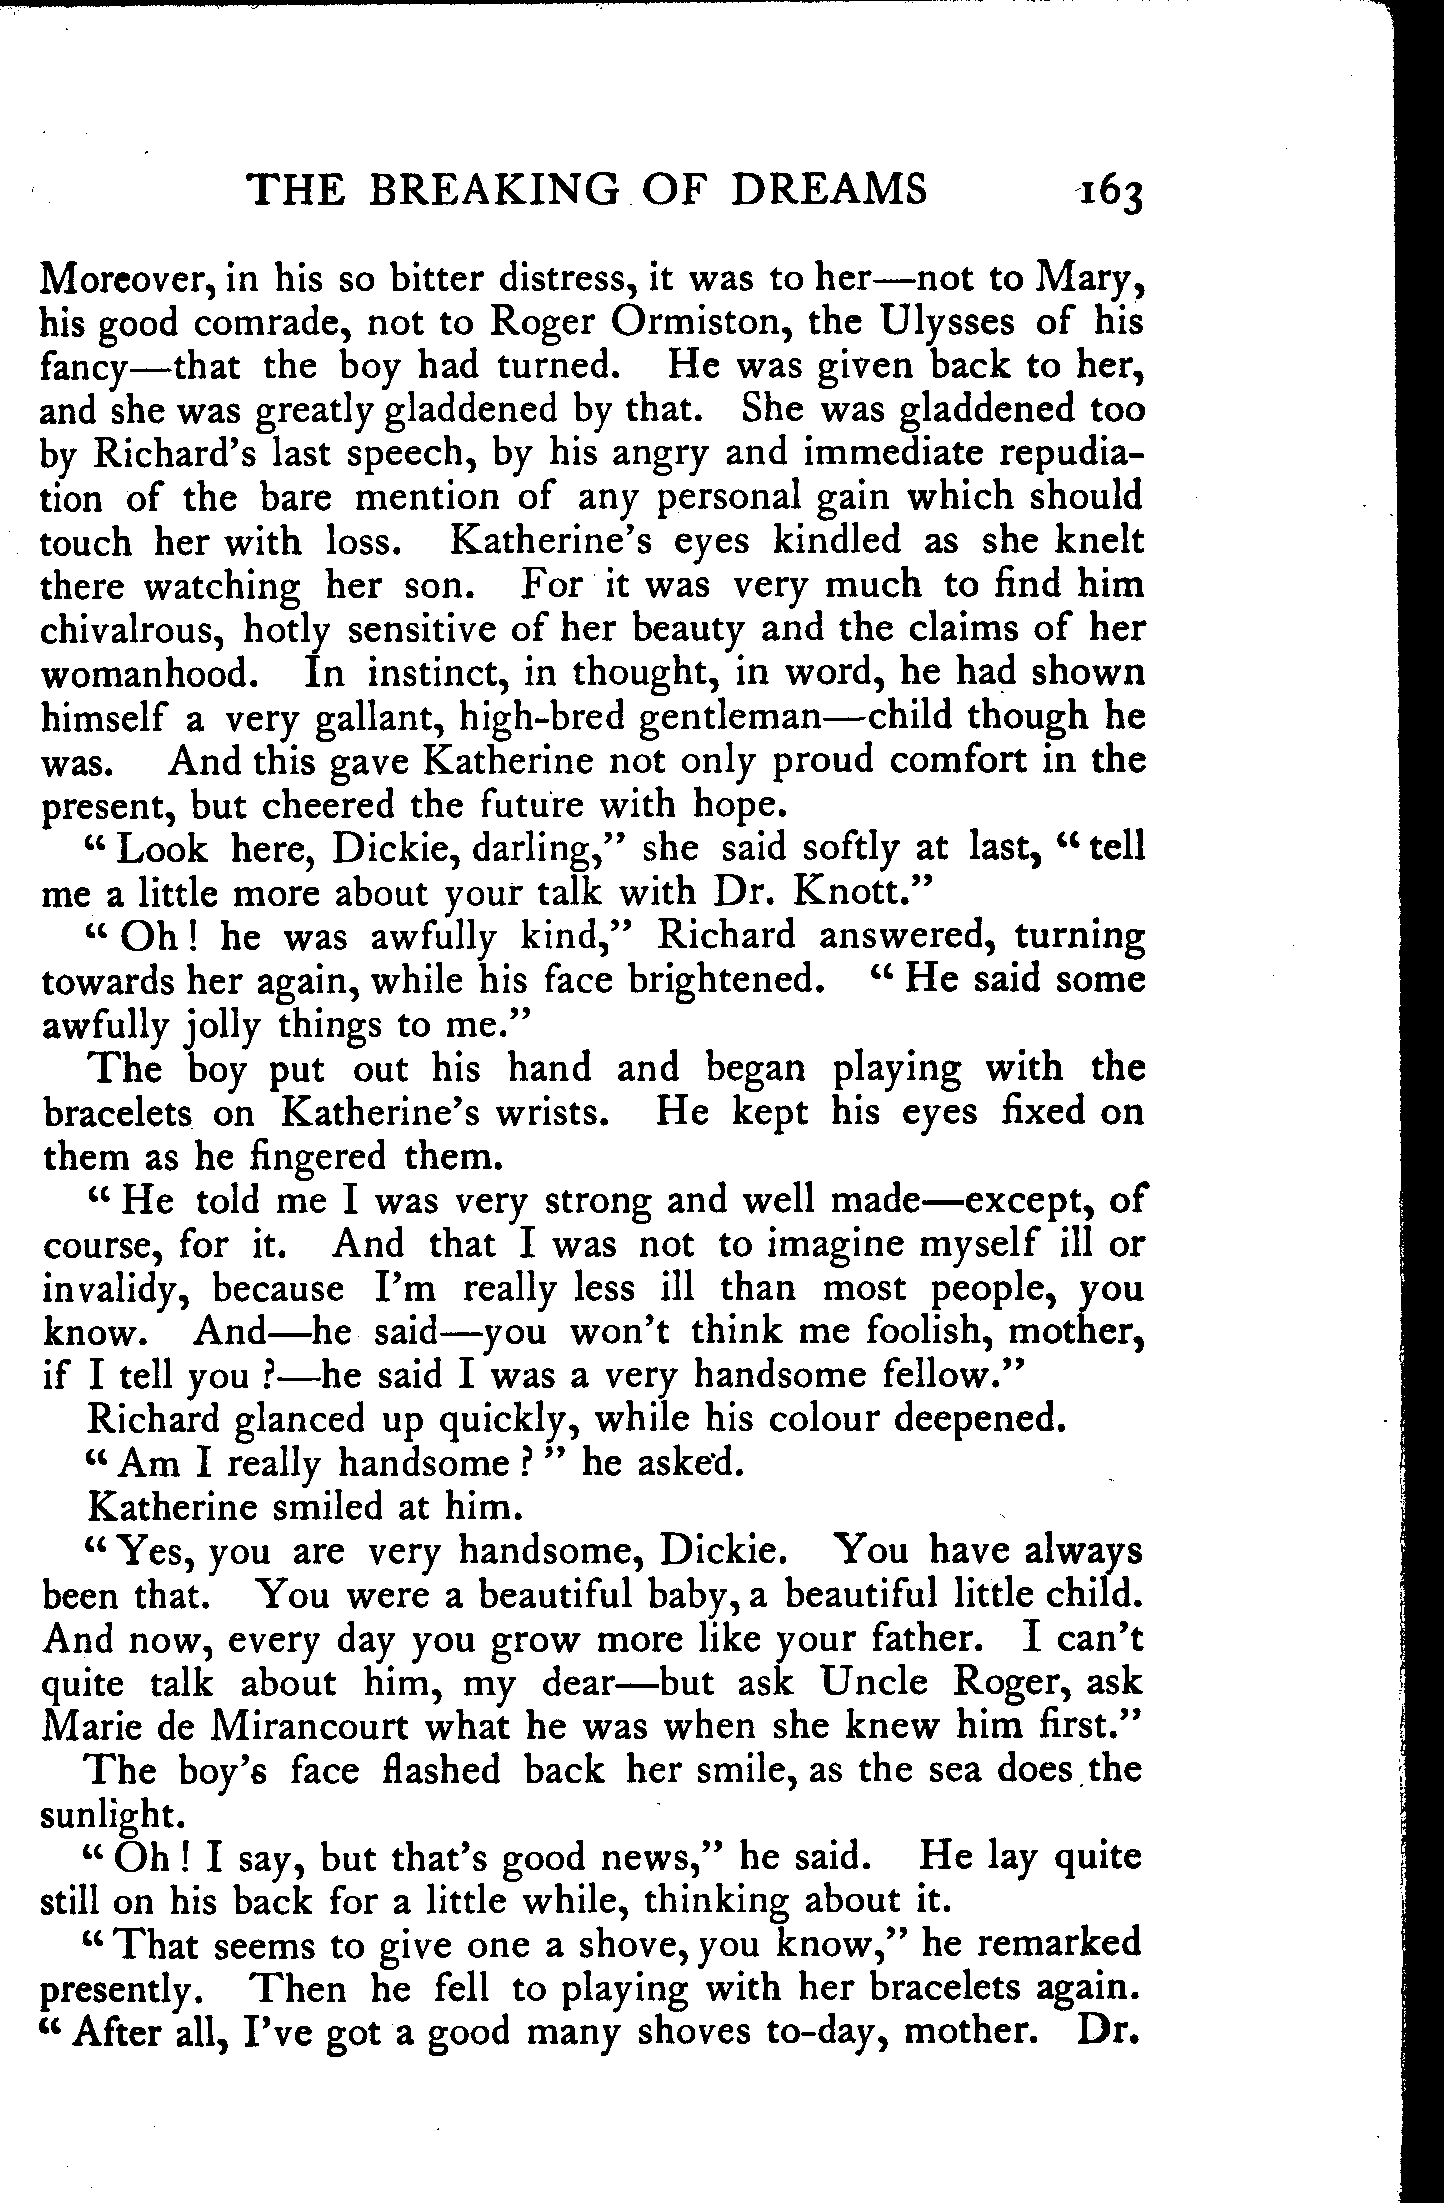 THE BREAKING OF DREAMS 163
Moreover, in his so bitter distress, it was to her—not to Mary,
his good comrade, not to Roger Ormiston, the Ulysses of his
fancy—that the boy had turned. He was given back to her,
and she was greatly gladdened by that. She was gladdened too
by Richard's last speech, by his angry and immediate repudia-
tion of the bare mention of any personal gain which should
touch her with loss. Katherine's eyes kindled as she knelt
there watching her son. For it was very much to find him
chivalrous, hotly sensitive of her beauty and the claims of her
womanhood. In instinct, in thought, in word, he had shown
himself a very gallant, high-bred gentleman—child though he
was. And this gave Katherine not only proud comfort in the
present, but cheered the future with hope.
"Look here, Dickie, darling," she said softly at last, "tell
me a little more about your talk with Dr. Knott."
"Oh! he was awfully kind," Richard answered, turning
towards her again, while his face brightened. "He said some
awfully jolly things to me."
The boy put out his hand and began playing with the
bracelets on Katherine's wrists. He kept his eyes fixed on
them as he fingered them.
"He told me I was very strong and well made—except, of
course, for it. And that I was not to imagine myself ill or
invalidy, because I'm really less ill than most people, you
know. And—he said—you won't think me foolish, mother,
if I tell you?—he said I was a very handsome fellow."
Richard glanced up quickly, while his colour deepened.
"Am I really handsome?" he asked.
Katherine smiled at him.
"Yes, you are very handsome, Dickie. You have always
been that. You were a beautiful baby, a beautiful little child.
And now, every day you grow more like your father. I can't
quite talk about him, my dear—but ask Uncle Roger, ask
Marie de Mirancourt what he was when she knew him first."
The boy's face flashed back her smile, as the sea does the
sunlight.
"Oh! I say, but that's good news," he said. He lay quite
still on his back for a little while, thinking about it.
"That seems to give one a shove, you know," he remarked
presently. Then he fell to playing with her bracelets again.
"After all, I've got a good many shoves to-day, mother. Dr.